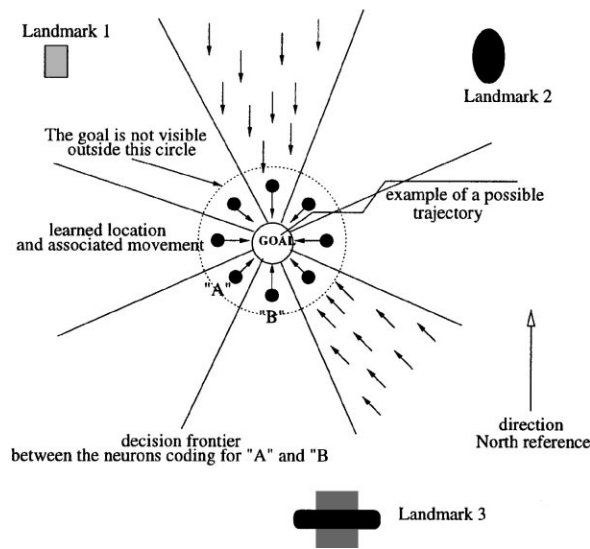 Landmark 1
Landmark 2
The goal is not visible
outside this circle
example of a possible
trajectory
learned location
and associated movement
GOAL
"A"
"B"
direction
North reference
decision frontier
between the neurons coding for "A" and "B
Landmark 3